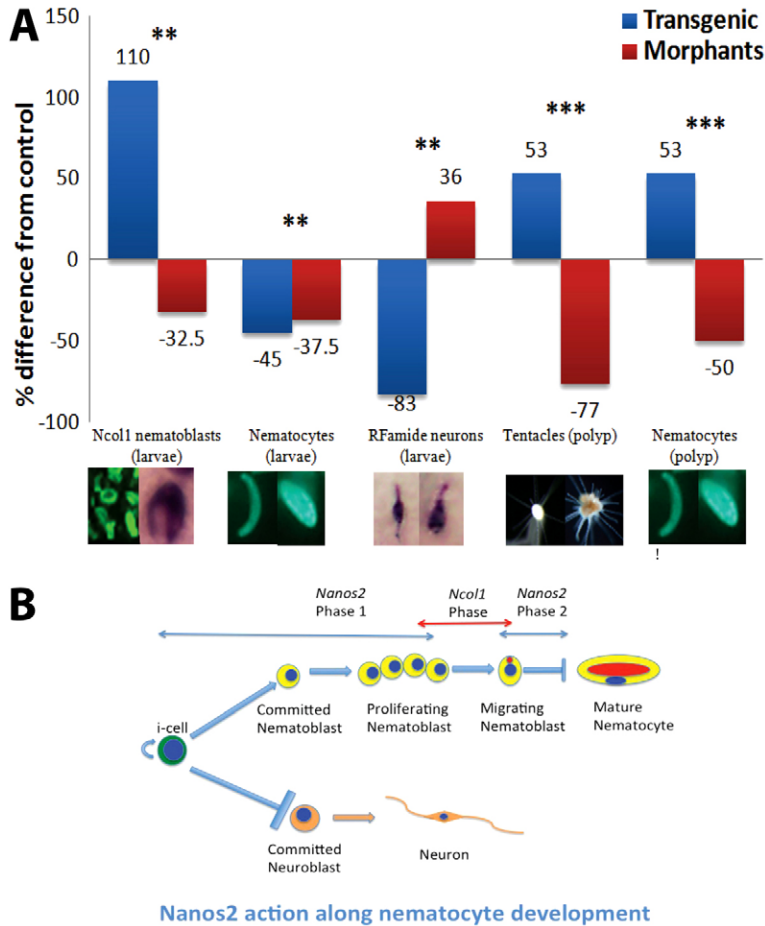 A
150
Transgenic
Morphants
110
**
100
***
***
53
53
**
50
36
**
% difference from control
0
-32.5
-45
-37.5
-50
-50
-83
-77
-100
Ncol1 nematoblasts
(larvae)
Nematocytes
(larvae)
RFamide neurons
(larvae)
Tentacles (polyp)
Nematocytes
(polyp)
!
B
Nanos2
Phase 1
Ncol1
Phase
Nanos2
Phase 2
Committed
Nematoblast
Proliferating
Nematoblast
Migrating
Nematoblast
Mature
Nematocyte
i-cell
Committed
Neuroblast
Neuron
Nanos2 action along nematocyte development